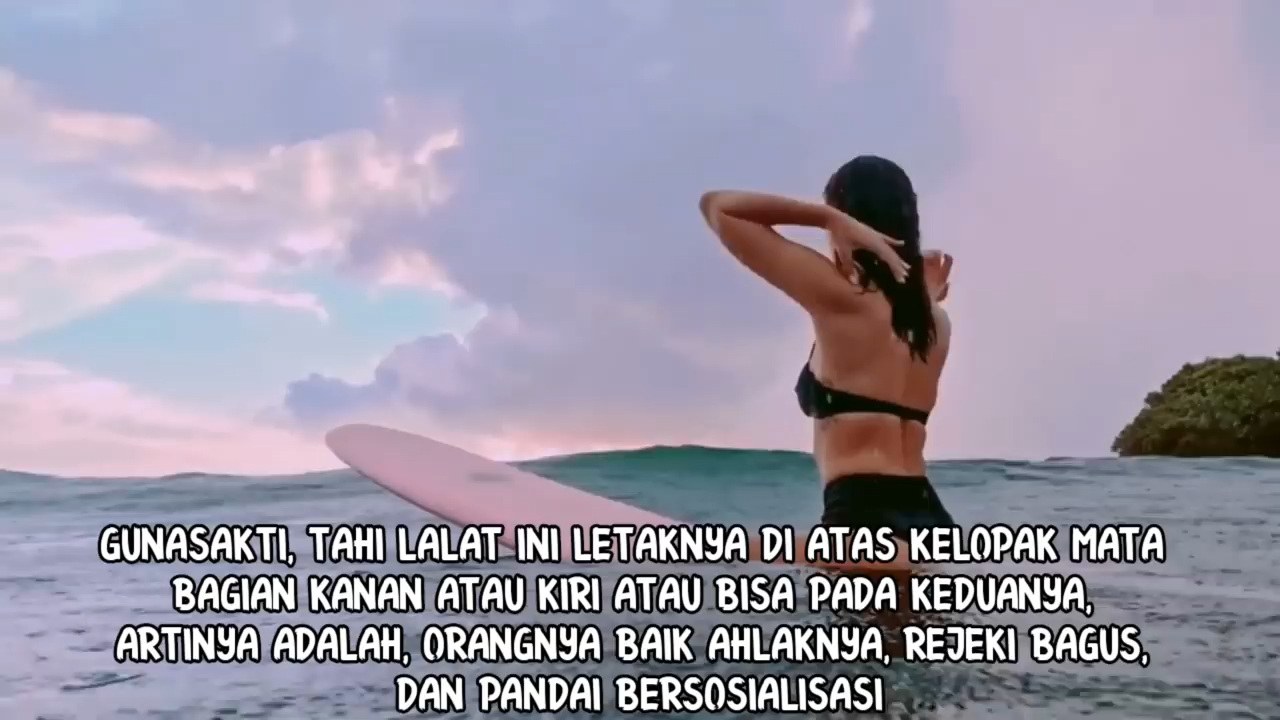 GUNASAKTI, TAHI LALAT INI LETAKNYA DI ATAS KELOPAK MATA
BAGIAN KANAN ATAU KIRI ATAU BISA PADA KEDUANYA,
ARTINYA ADALAH, ORANGNYA BAIK AHLAKNYA, REJEKI BAGUS,
DAN PANDAI BERSOSIALISASI